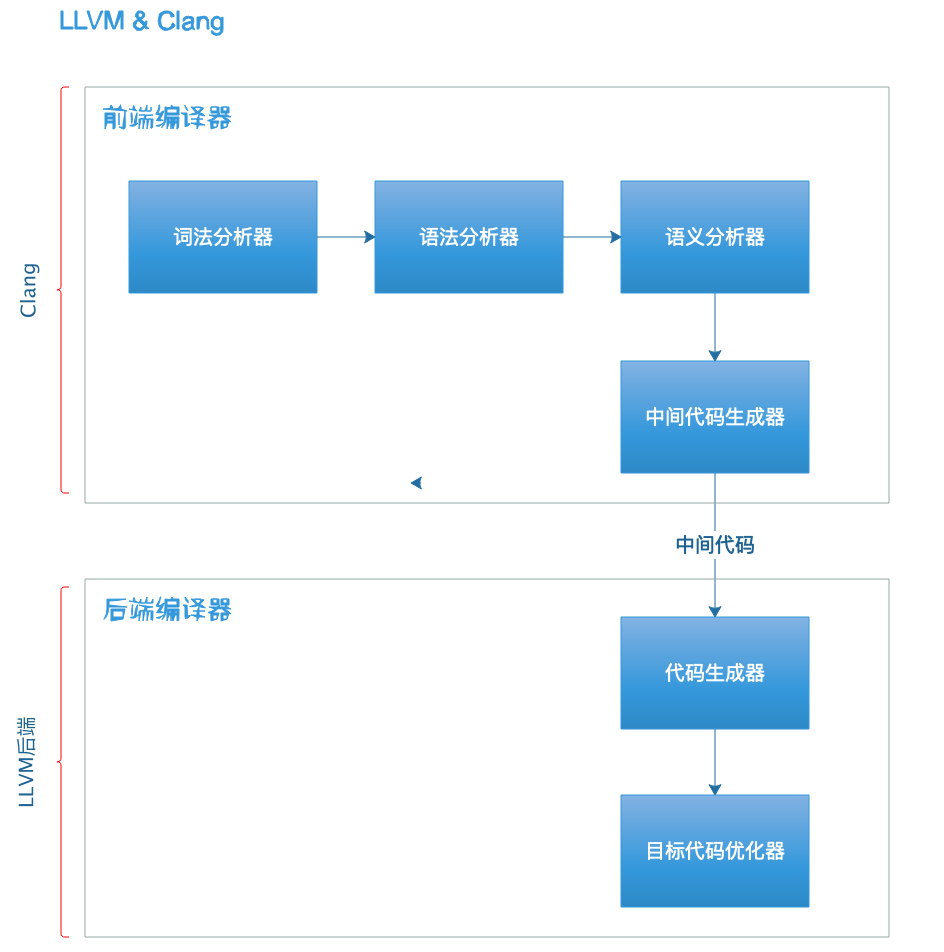 LLVM & Clang
前端编译器
词法分析器
语法分析器
语义分析器
Clang
中间代码生成器
中间代码
后端编译器
代码生成器
LLVM后端
目标代码优化器